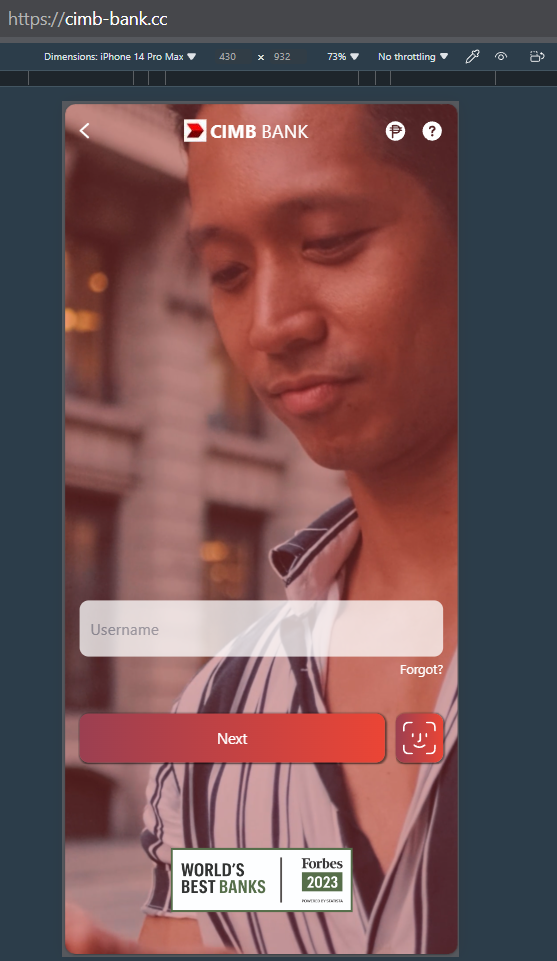 https://cimb-bank.cc
Dimensions: iPhone 14 Pro Max ▼ 430 × 932 73% ▼ No throttling ▼
CIMB BANK ₱ ?
Username
Forgot?
Next
WORLD'S
BEST BANKS
Forbes
2023
POWERED BY STATISTA